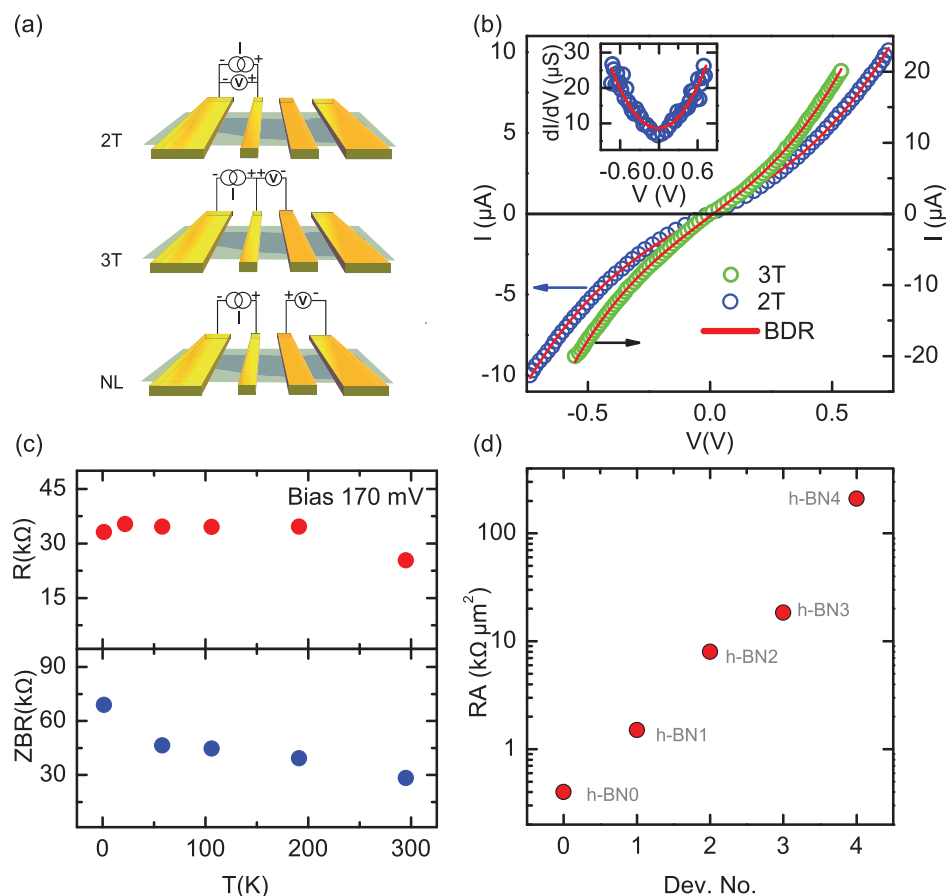 (a)
I
- +
- V +
2T
- ++ V -
I
3T
- +
I
+ V -
NL
(b)
10
5
0
-5
-10
I (µA)
20
10
0
-10
-20
I (µA)
30
20
10
dI/dV (µS)
-0.6 0.0 0.6
V (V)
3T
2T
BDR
-0.5 0.0 0.5
V(V)
(c)
45
30
15
R(kΩ)
Bias 170 mV
90
60
30
ZBR(kΩ)
0 100 200 300
T(K)
(d)
100
10
1
RA (kΩ µm²)
h-BN4
h-BN3
h-BN2
h-BN1
h-BN0
0 1 2 3 4
Dev. No.